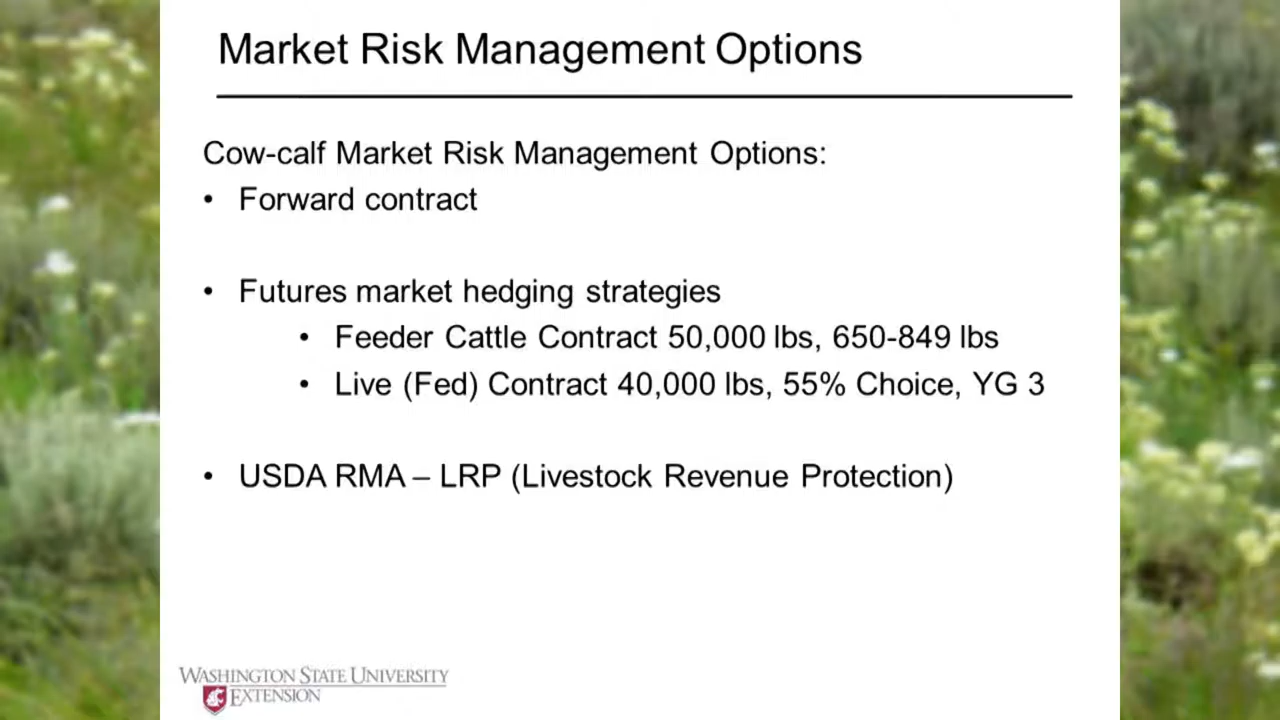 Market Risk Management Options
Cow-calf Market Risk Management Options:
• Forward contract
• Futures market hedging strategies
• Feeder Cattle Contract 50,000 lbs, 650-849 lbs
• Live (Fed) Contract 40,000 lbs, 55% Choice, YG 3
• USDA RMA – LRP (Livestock Revenue Protection)
WASHINGTON STATE UNIVERSITY
EXTENSION